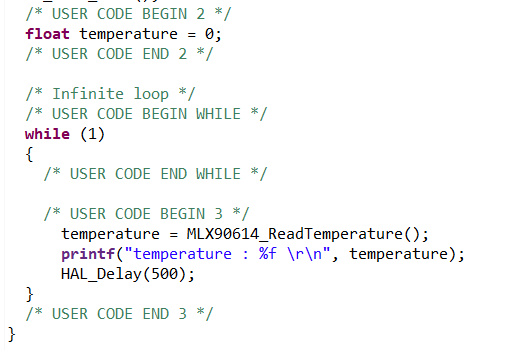 /* USER CODE BEGIN 2 */
float temperature = 0;
/* USER CODE END 2 */
/* Infinite loop */
/* USER CODE BEGIN WHILE */
while (1)
{
/* USER CODE END WHILE */
/* USER CODE BEGIN 3 */
temperature = MLX90614_ReadTemperature();
printf("temperature : %f \r\n", temperature);
HAL_Delay(500);
}
/* USER CODE END 3 */
}